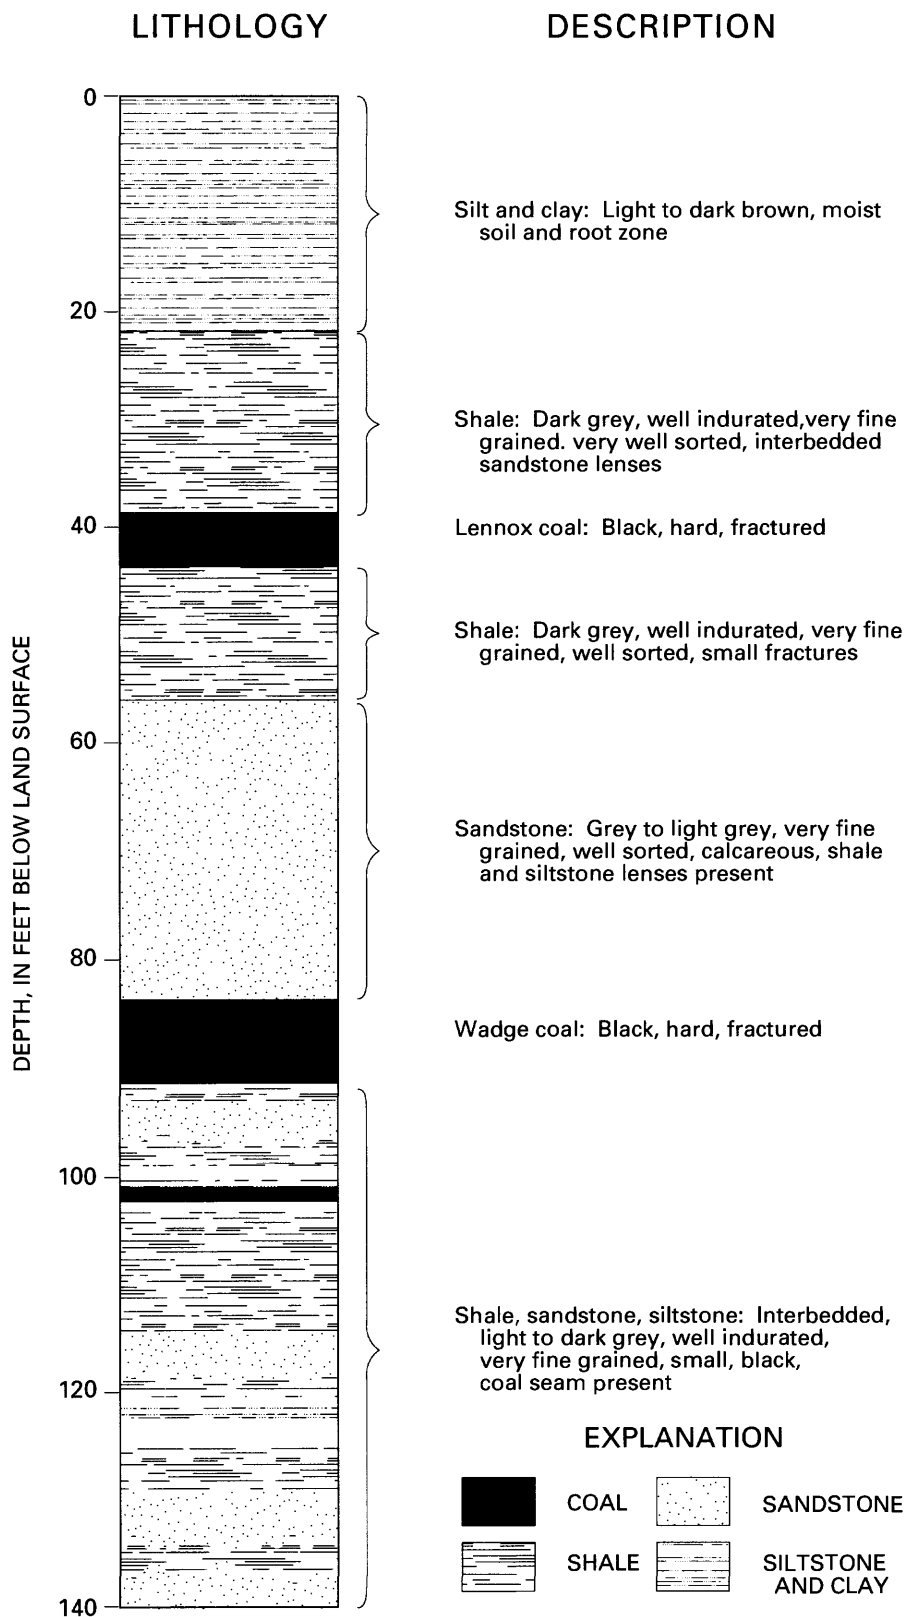 LITHOLOGY
DESCRIPTION
0
Silt and clay: Light to dark brown, moist
soil and root zone
20
Shale: Dark grey, well indurated,very fine
grained. very well sorted, interbedded
sandstone lenses
40
Lennox coal: Black, hard, fractured
Shale: Dark grey, well indurated, very fine
grained, well sorted, small fractures
DEPTH, IN FEET BELOW LAND SURFACE
60
Sandstone: Grey to light grey, very fine
grained, well sorted, calcareous, shale
and siltstone lenses present
80
Wadge coal: Black, hard, fractured
100
Shale, sandstone, siltstone: Interbedded,
light to dark grey, well indurated,
very fine grained, small, black,
coal seam present
120
EXPLANATION
COAL
SANDSTONE
SHALE
SILTSTONE
AND CLAY
140